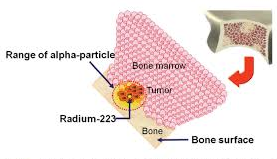 Range of alpha-particle
Bone marrow
Tumor
Radium-223
Bone
Bone surface